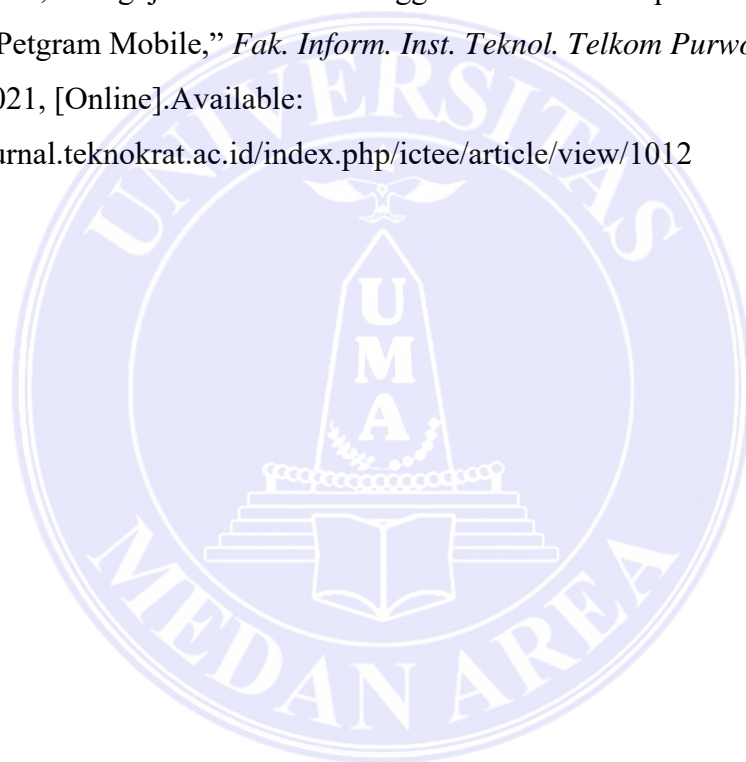 Petgram Mobile,” Fak. Inform. Inst. Teknol. Telkom Purwo
021, [Online].Available:
urnal.teknokrat.ac.id/index.php/ictee/article/view/1012
UNIVERSITAS
U
M
A
MEDAN AREA